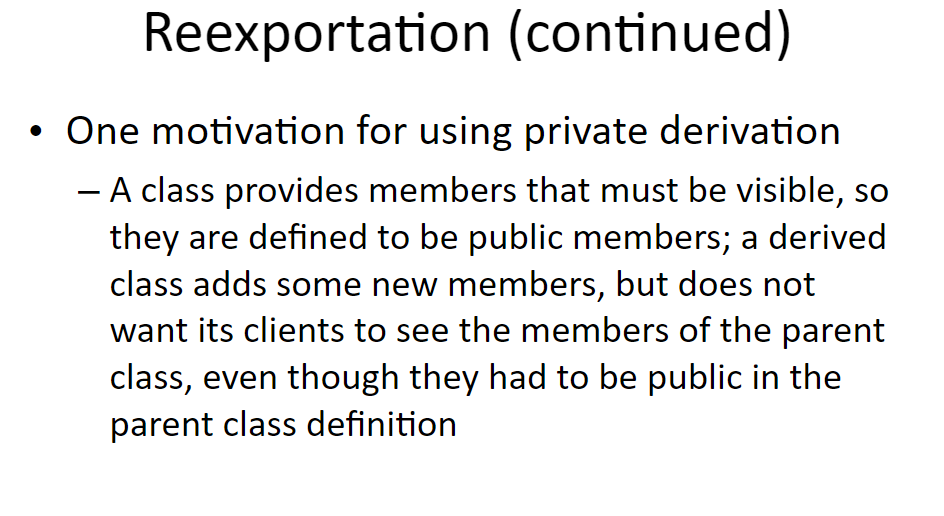 Reexportation (continued)
• One motivation for using private derivation
– A class provides members that must be visible, so
they are defined to be public members; a derived
class adds some new members, but does not
want its clients to see the members of the parent
class, even though they had to be public in the
parent class definition